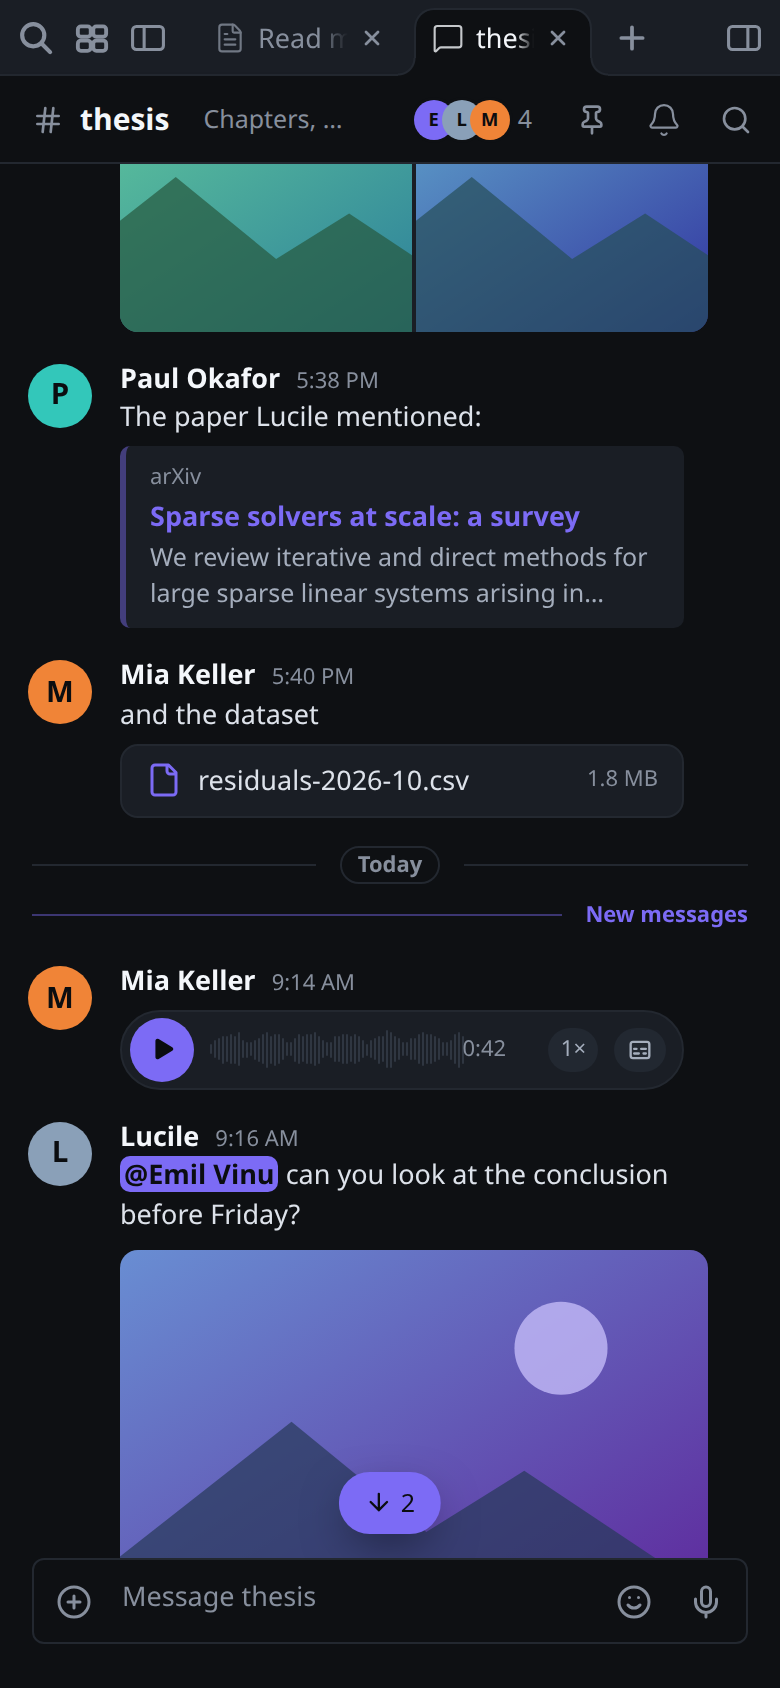 Read m
thes
# thesis Chapters, ... E L M 4
P
Paul Okafor 5:38 PM
The paper Lucile mentioned:
arXiv
Sparse solvers at scale: a survey
We review iterative and direct methods for
large sparse linear systems arising in...
M
Mia Keller 5:40 PM
and the dataset
residuals-2026-10.csv 1.8 MB
Today
New messages
M
Mia Keller 9:14 AM
0:42 1×
L
Lucile 9:16 AM
@Emil Vinu can you look at the conclusion
before Friday?
2
Message thesis